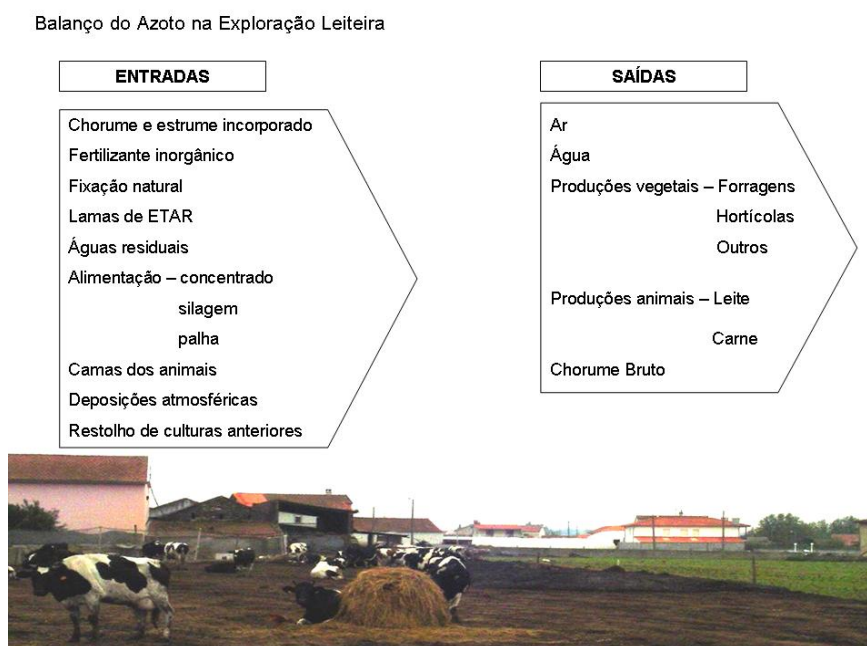 Balanço do Azoto na Exploração Leiteira
ENTRADAS
Chorume e estrume incorporado
Fertilizante inorgânico
Fixação natural
Lamas de ETAR
Águas residuais
Alimentação – concentrado
silagem
palha
Camas dos animais
Deposições atmosféricas
Restolho de culturas anteriores
SAÍDAS
Ar
Água
Produções vegetais – Forragens
Hortícolas
Outros
Produções animais – Leite
Carne
Chorume Bruto